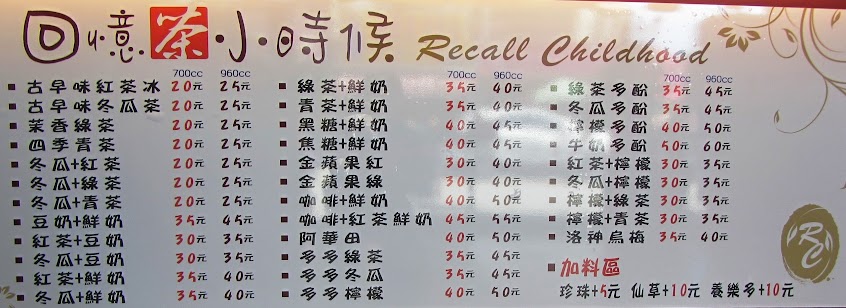 回憶茶·小·時候 Recall Childhood
700cc 960cc
古早味紅茶冰 20元 25元
古早味冬瓜茶 20元 25元
茉香綠茶 20元 25元
四季青茶 20元 25元
冬瓜+紅茶 20元 25元
冬瓜+綠茶 20元 25元
冬瓜+青茶 20元 25元
豆奶+鮮奶 35元 45元
紅茶+豆奶 30元 35元
冬瓜+豆奶 30元 35元
紅茶+鮮奶 35元 40元
冬瓜+鮮奶 35元 40元
700cc 960cc
綠茶+鮮奶 35元 40元
青茶+鮮奶 35元 40元
黑糖+鮮奶 40元 45元
焦糖+鮮奶 40元 45元
金蘋果紅 30元 40元
金蘋果綠 30元 40元
咖啡+鮮奶 40元 50元
咖啡+紅茶鮮奶 45元 55元
阿華田 40元 50元
多多綠茶 35元 45元
多多冬瓜 35元 45元
多多檸檬 40元 50元
700cc 960cc
綠茶多酚 35元 45元
冬瓜多酚 35元 45元
檸檬多酚 40元 50元
牛奶多酚 50元 60元
紅茶+檸檬 30元 35元
冬瓜+檸檬 30元 35元
檸檬+綠茶 30元 35元
檸檬+青茶 30元 35元
洛神烏梅 35元 40元
加料區
珍珠+5元 仙草+10元 養樂多+10元
RC